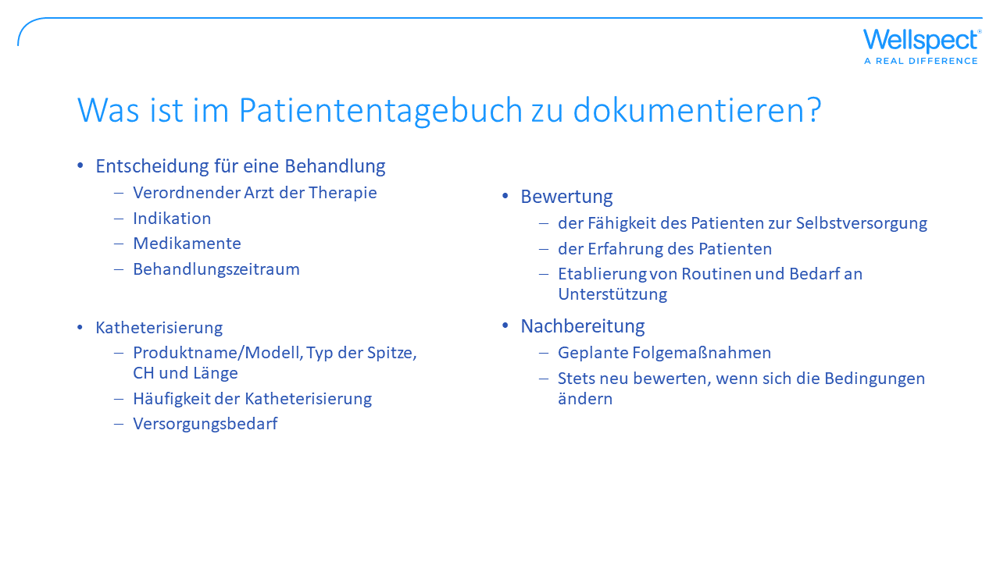 Wellspect®
A REAL DIFFERENCE
Was ist im Patiententagebuch zu dokumentieren?
• Entscheidung für eine Behandlung
– Verordnender Arzt der Therapie
– Indikation
– Medikamente
– Behandlungszeitraum
• Katheterisierung
– Produktname/Modell, Typ der Spitze,
CH und Länge
– Häufigkeit der Katheterisierung
– Versorgungsbedarf
• Bewertung
– der Fähigkeit des Patienten zur Selbstversorgung
– der Erfahrung des Patienten
– Etablierung von Routinen und Bedarf an
Unterstützung
• Nachbereitung
– Geplante Folgemaßnahmen
– Stets neu bewerten, wenn sich die Bedingungen
ändern